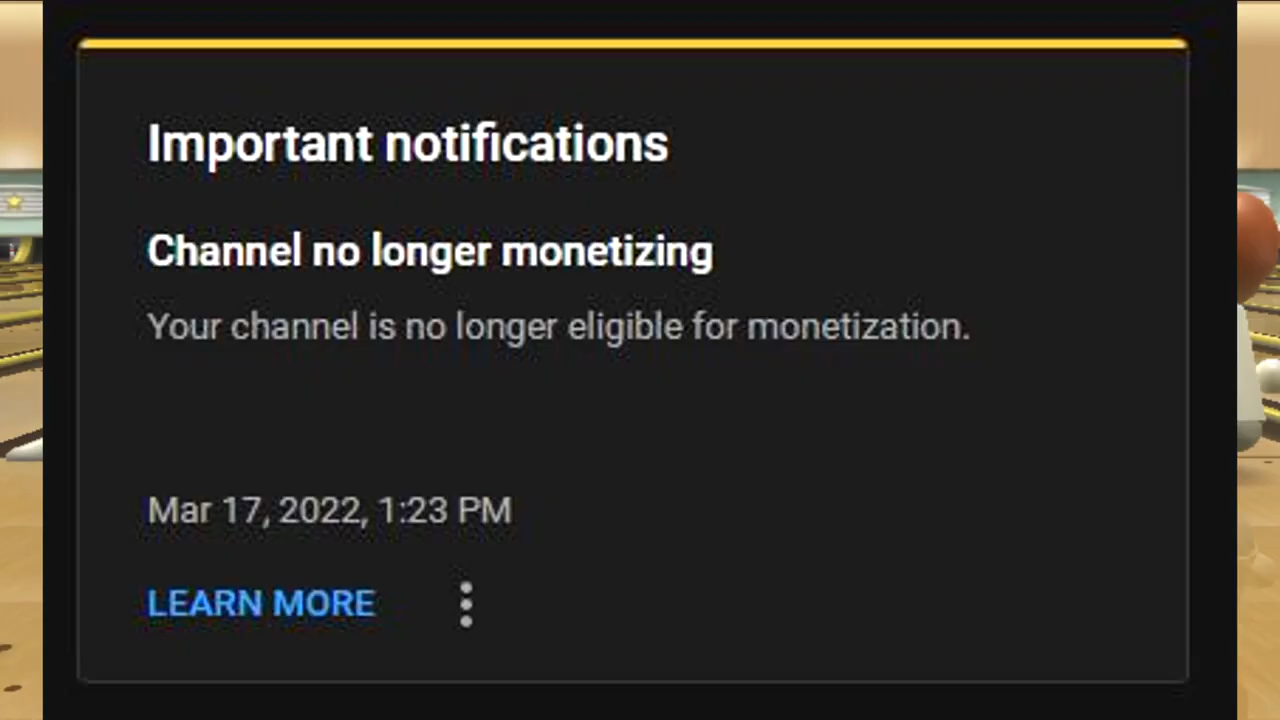 Important notifications
Channel no longer monetizing
Your channel is no longer eligible for monetization.
Mar 17, 2022, 1:23 PM
LEARN MORE